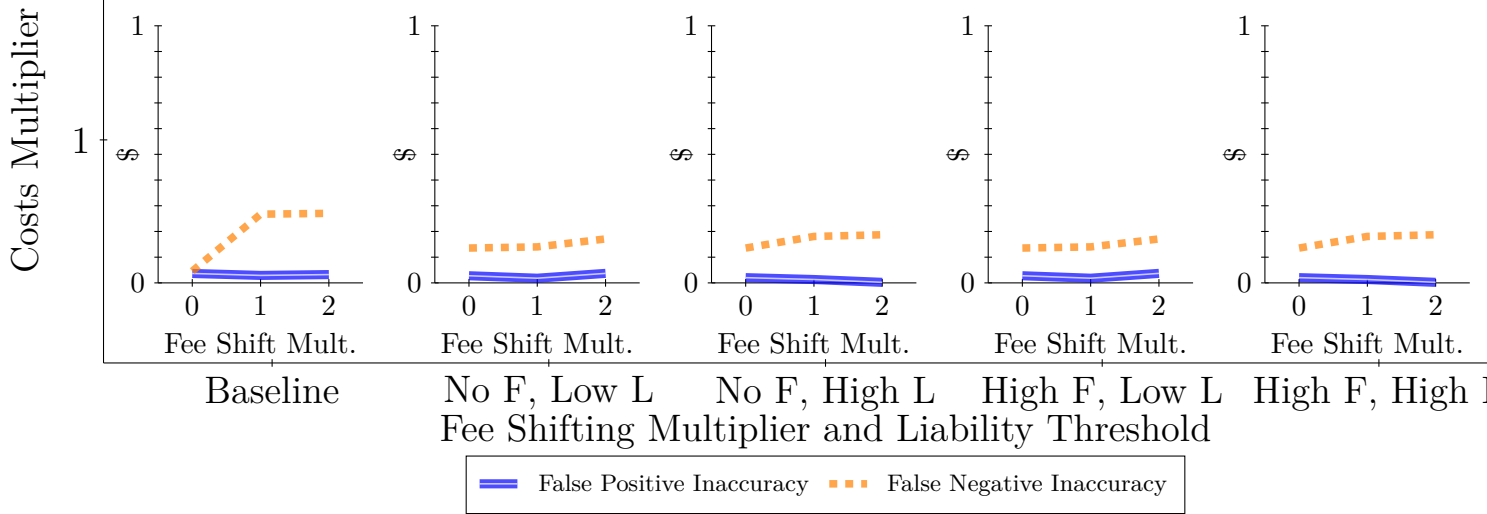 Costs Multiplier
1
1
0
$
0 1 2
Fee Shift Mult.
1
0
$
0 1 2
Fee Shift Mult.
1
0
$
0 1 2
Fee Shift Mult.
1
0
$
0 1 2
Fee Shift Mult.
1
0
$
0 1 2
Fee Shift Mult.
Baseline
No F, Low L
No F, High L
High F, Low L
High F, High
Fee Shifting Multiplier and Liability Threshold
False Positive Inaccuracy
False Negative Inaccuracy